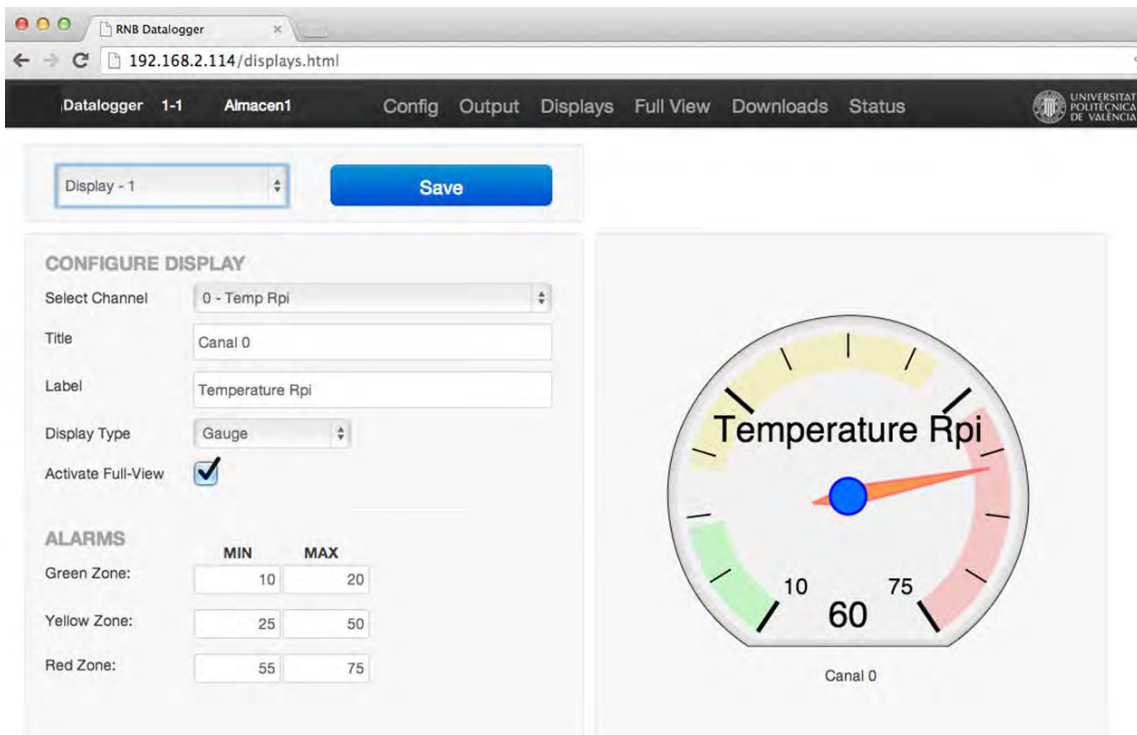 RNB Datalogger
192.168.2.114/displays.html
Datalogger 1-1 Almacen1 Config Output Displays Full View Downloads Status
UNIVERSITAT
POLITÈCNICA
DE VALÈNCIA
Display - 1
Save
CONFIGURE DISPLAY
Select Channel 0 - Temp Rpi
Title Canal 0
Label Temperature Rpi
Display Type Gauge
Activate Full-View
ALARMS
MIN MAX
Green Zone: 10 20
Yellow Zone: 25 50
Red Zone: 55 75
Temperature Rpi
10 75
60
Canal 0